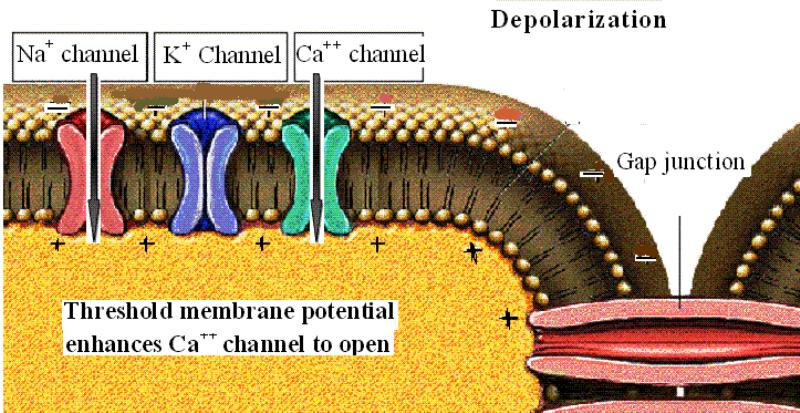 Depolarization
Na⁺ channel K⁺ Channel Ca⁺⁺ channel
Gap junction
Threshold membrane potential
enhances Ca⁺⁺ channel to open